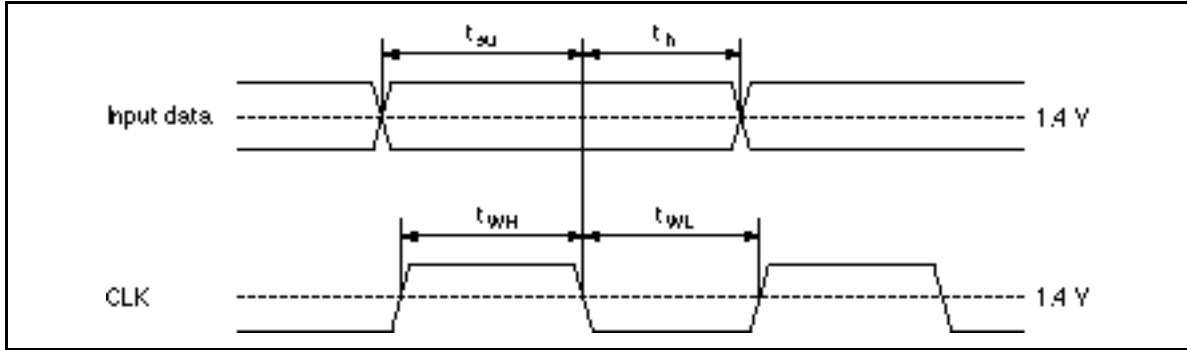 tsu th
Input data 1.4 V
tWH tWL
CLK 1.4 V